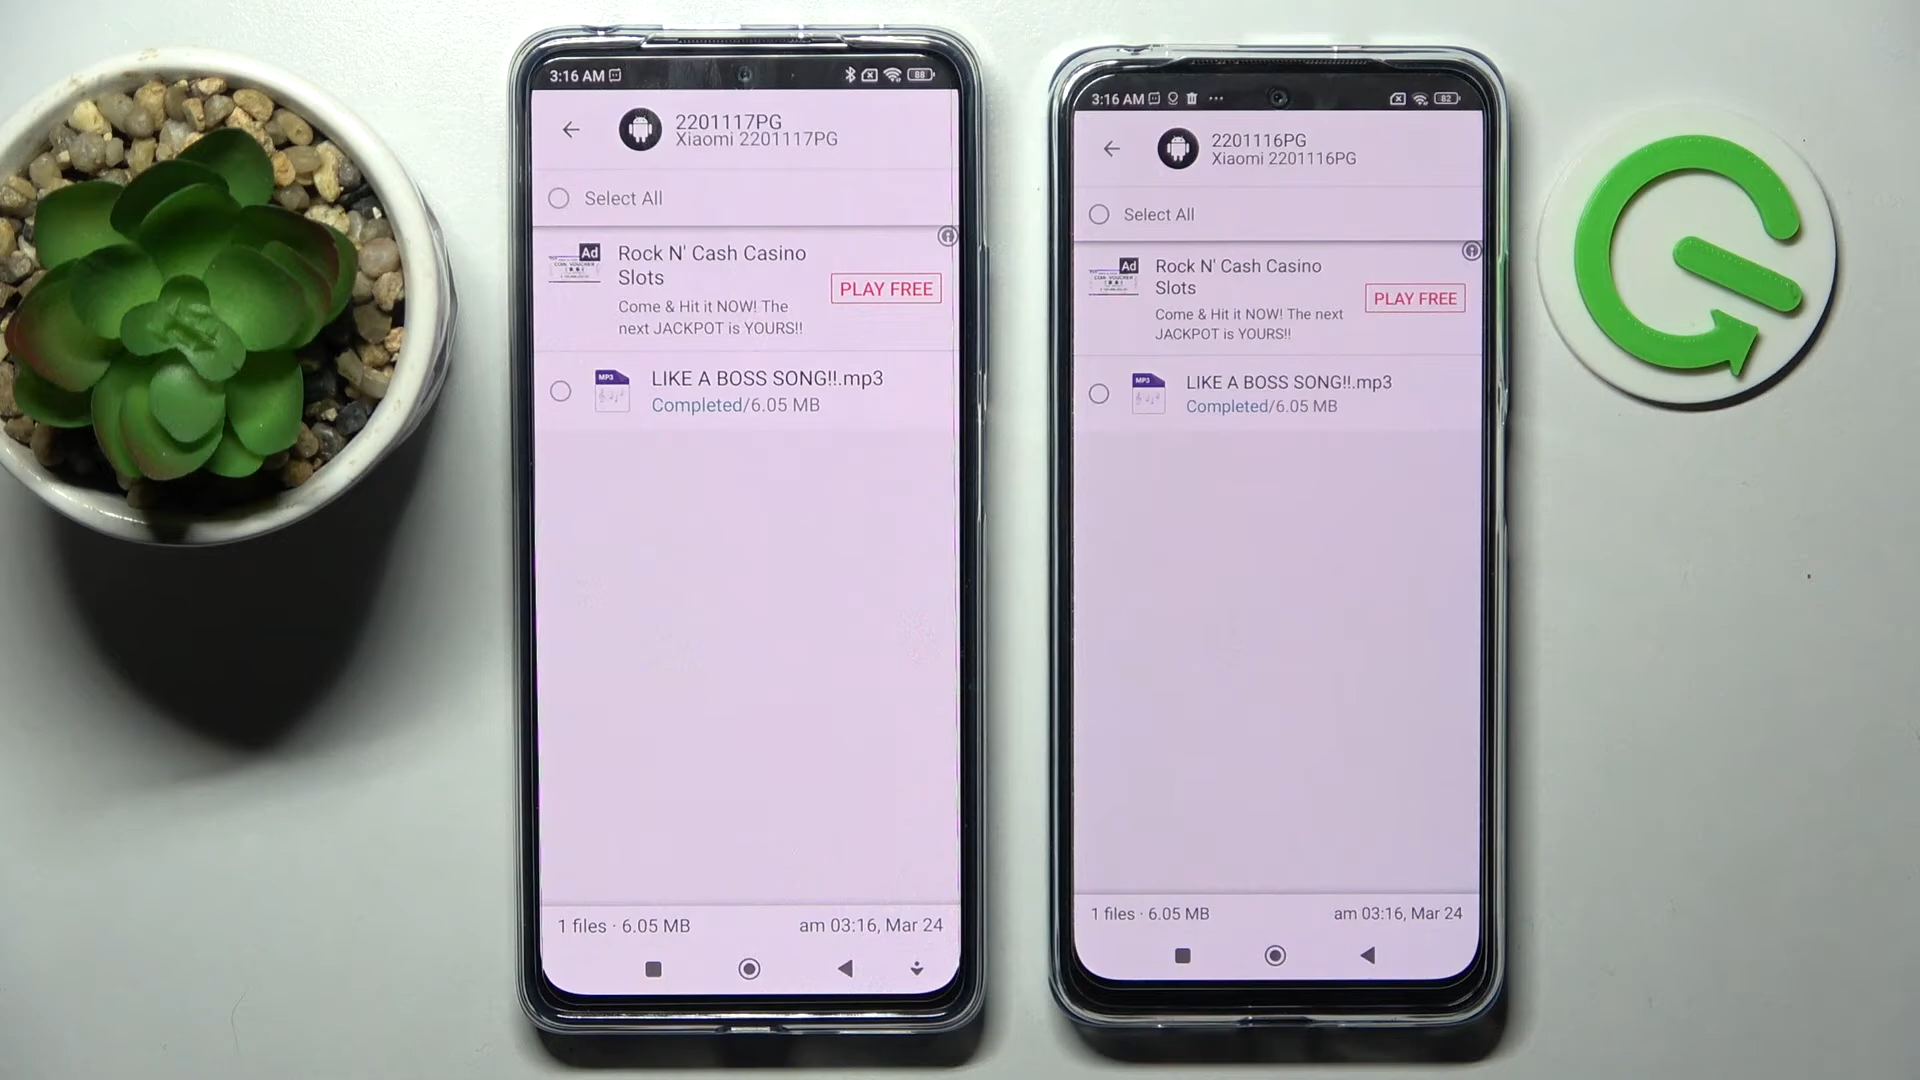 3:16 AM
88
2201117PG
Xiaomi 2201117PG
Select All
Ad
Rock N' Cash Casino
Slots
Come & Hit it NOW! The
next JACKPOT is YOURS!!
PLAY FREE
MP3
LIKE A BOSS SONG!!.mp3
Completed/6.05 MB
1 files · 6.05 MB
am 03:16, Mar 24
3:16 AM
82
2201116PG
Xiaomi 2201116PG
Select All
Ad
Rock N' Cash Casino
Slots
Come & Hit it NOW! The next
JACKPOT is YOURS!!
PLAY FREE
MP3
LIKE A BOSS SONG!!.mp3
Completed/6.05 MB
1 files · 6.05 MB
am 03:16, Mar 24